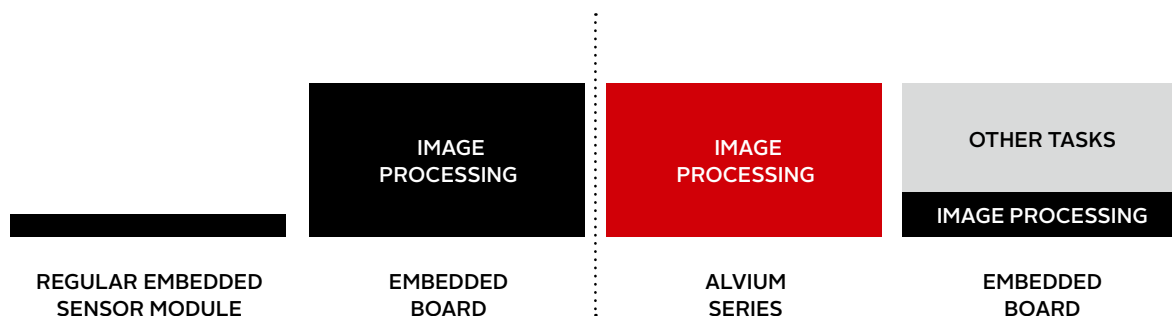 IMAGE
PROCESSING
IMAGE
PROCESSING
OTHER TASKS
IMAGE PROCESSING
REGULAR EMBEDDED
SENSOR MODULE
EMBEDDED
BOARD
ALVIUM
SERIES
EMBEDDED
BOARD